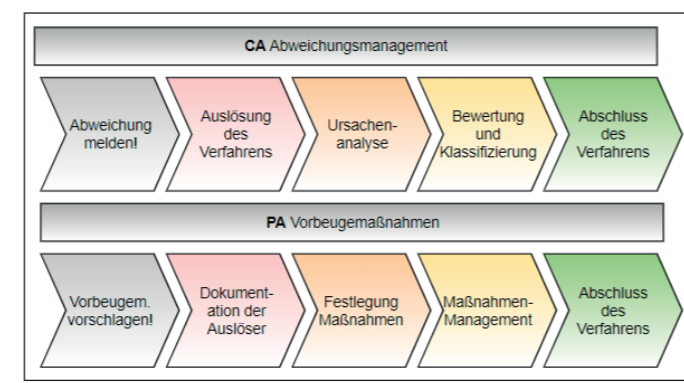 CA Abweichungsmanagement
Abweichung
melden!
Auslösung
des
Verfahrens
Ursachen-
analyse
Bewertung
und
Klassifizierung
Abschluss
des
Verfahrens
PA Vorbeugemaßnahmen
Vorbeugem.
vorschlagen!
Dokument-
ation der
Auslöser
Festlegung
Maßnahmen
Maßnahmen-
Management
Abschluss
des
Verfahrens